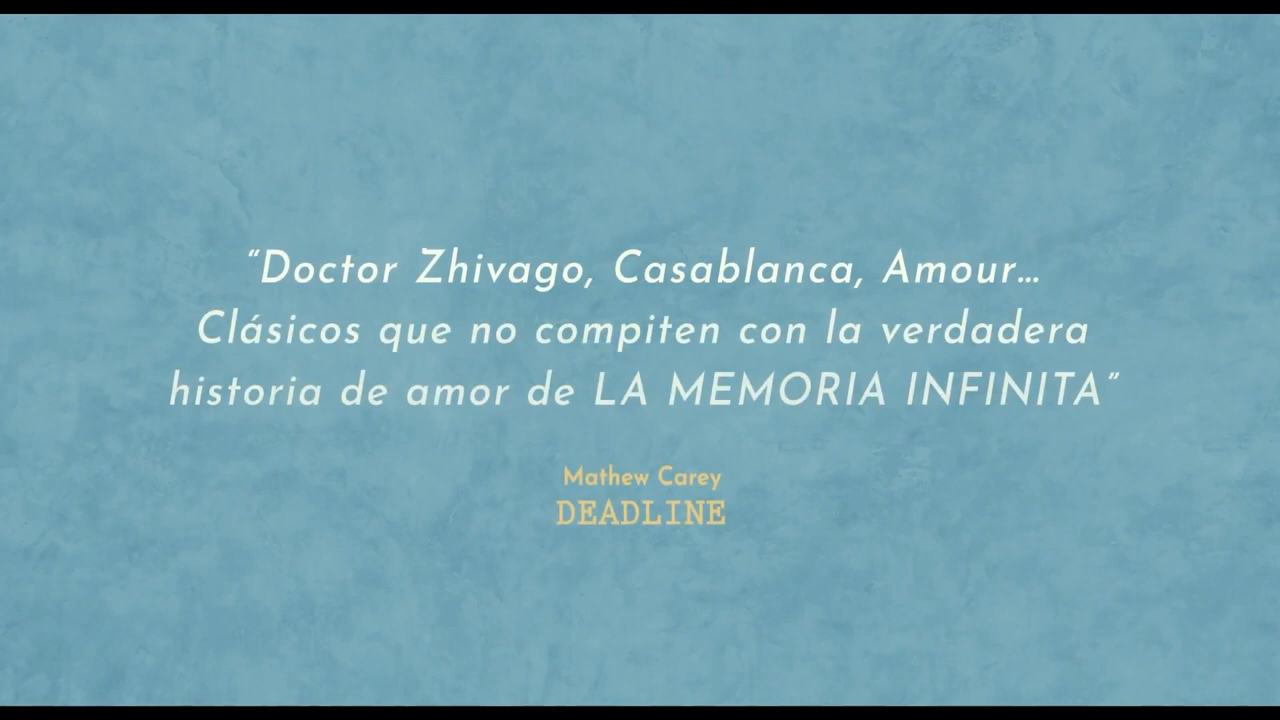 “Doctor Zhivago, Casablanca, Amour...
Clásicos que no compiten con la verdadera
historia de amor de LA MEMORIA INFINITA”
Mathew Carey
DEADLINE